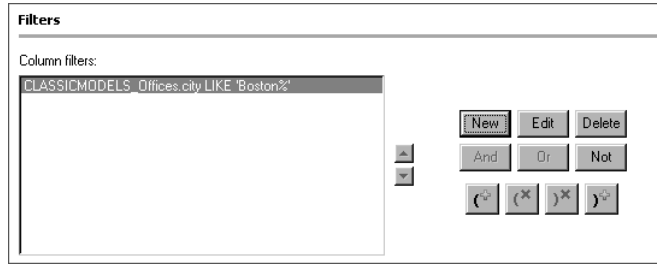 Filters
Column filters:
CLASSICMODELS_Offices.city LIKE 'Boston%'
New Edit Delete
And Or Not
( ( ) )